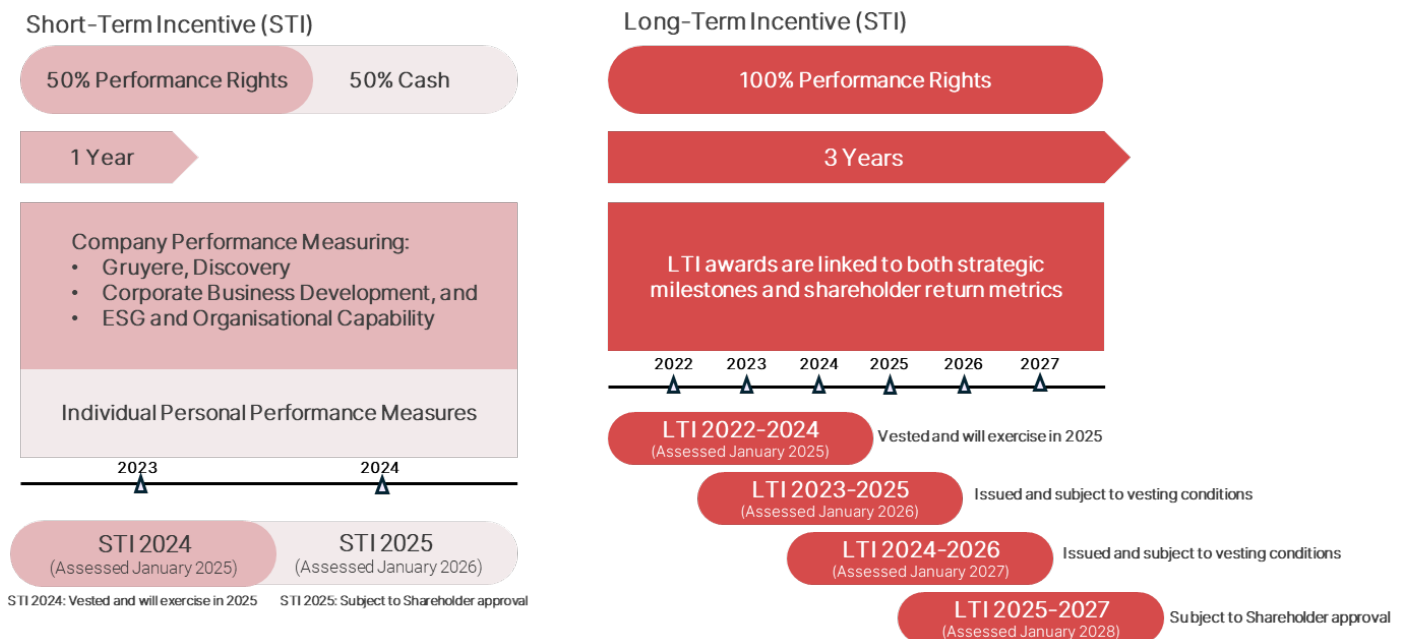 Short-Term Incentive (STI)
50% Performance Rights
50% Cash
1 Year
Company Performance Measuring:
• Gruyere, Discovery
• Corporate Business Development, and
• ESG and Organisational Capability
Individual Personal Performance Measures
2023
2024
STI 2024
(Assessed January 2025)
STI 2025
(Assessed January 2026)
STI 2024: Vested and will exercise in 2025
STI 2025: Subject to Shareholder approval
Long-Term Incentive (STI)
100% Performance Rights
3 Years
LTI awards are linked to both strategic
milestones and shareholder return metrics
2022
2023
2024
2025
2026
2027
LTI 2022-2024
(Assessed January 2025)
Vested and will exercise in 2025
LTI 2023-2025
(Assessed January 2026)
Issued and subject to vesting conditions
LTI 2024-2026
(Assessed January 2027)
Issued and subject to vesting conditions
LTI 2025-2027
(Assessed January 2028)
Subject to Shareholder approval